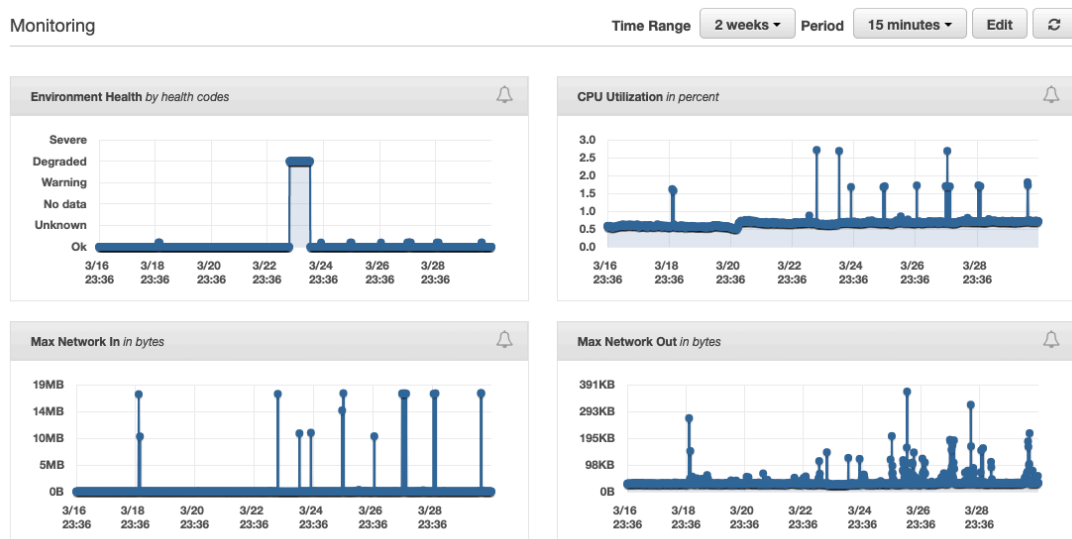 Monitoring
Time Range 2 weeks Period 15 minutes Edit
Environment Health by health codes
Severe
Degraded
Warning
No data
Unknown
Ok
3/16 3/18 3/20 3/22 3/24 3/26 3/28
23:36 23:36 23:36 23:36 23:36 23:36 23:36
CPU Utilization in percent
3.0
2.5
2.0
1.5
1.0
0.5
0.0
3/16 3/18 3/20 3/22 3/24 3/26 3/28
23:36 23:36 23:36 23:36 23:36 23:36 23:36
Max Network In in bytes
19MB
14MB
10MB
5MB
0B
3/16 3/18 3/20 3/22 3/24 3/26 3/28
23:36 23:36 23:36 23:36 23:36 23:36 23:36
Max Network Out in bytes
391KB
293KB
195KB
98KB
0B
3/16 3/18 3/20 3/22 3/24 3/26 3/28
23:36 23:36 23:36 23:36 23:36 23:36 23:36